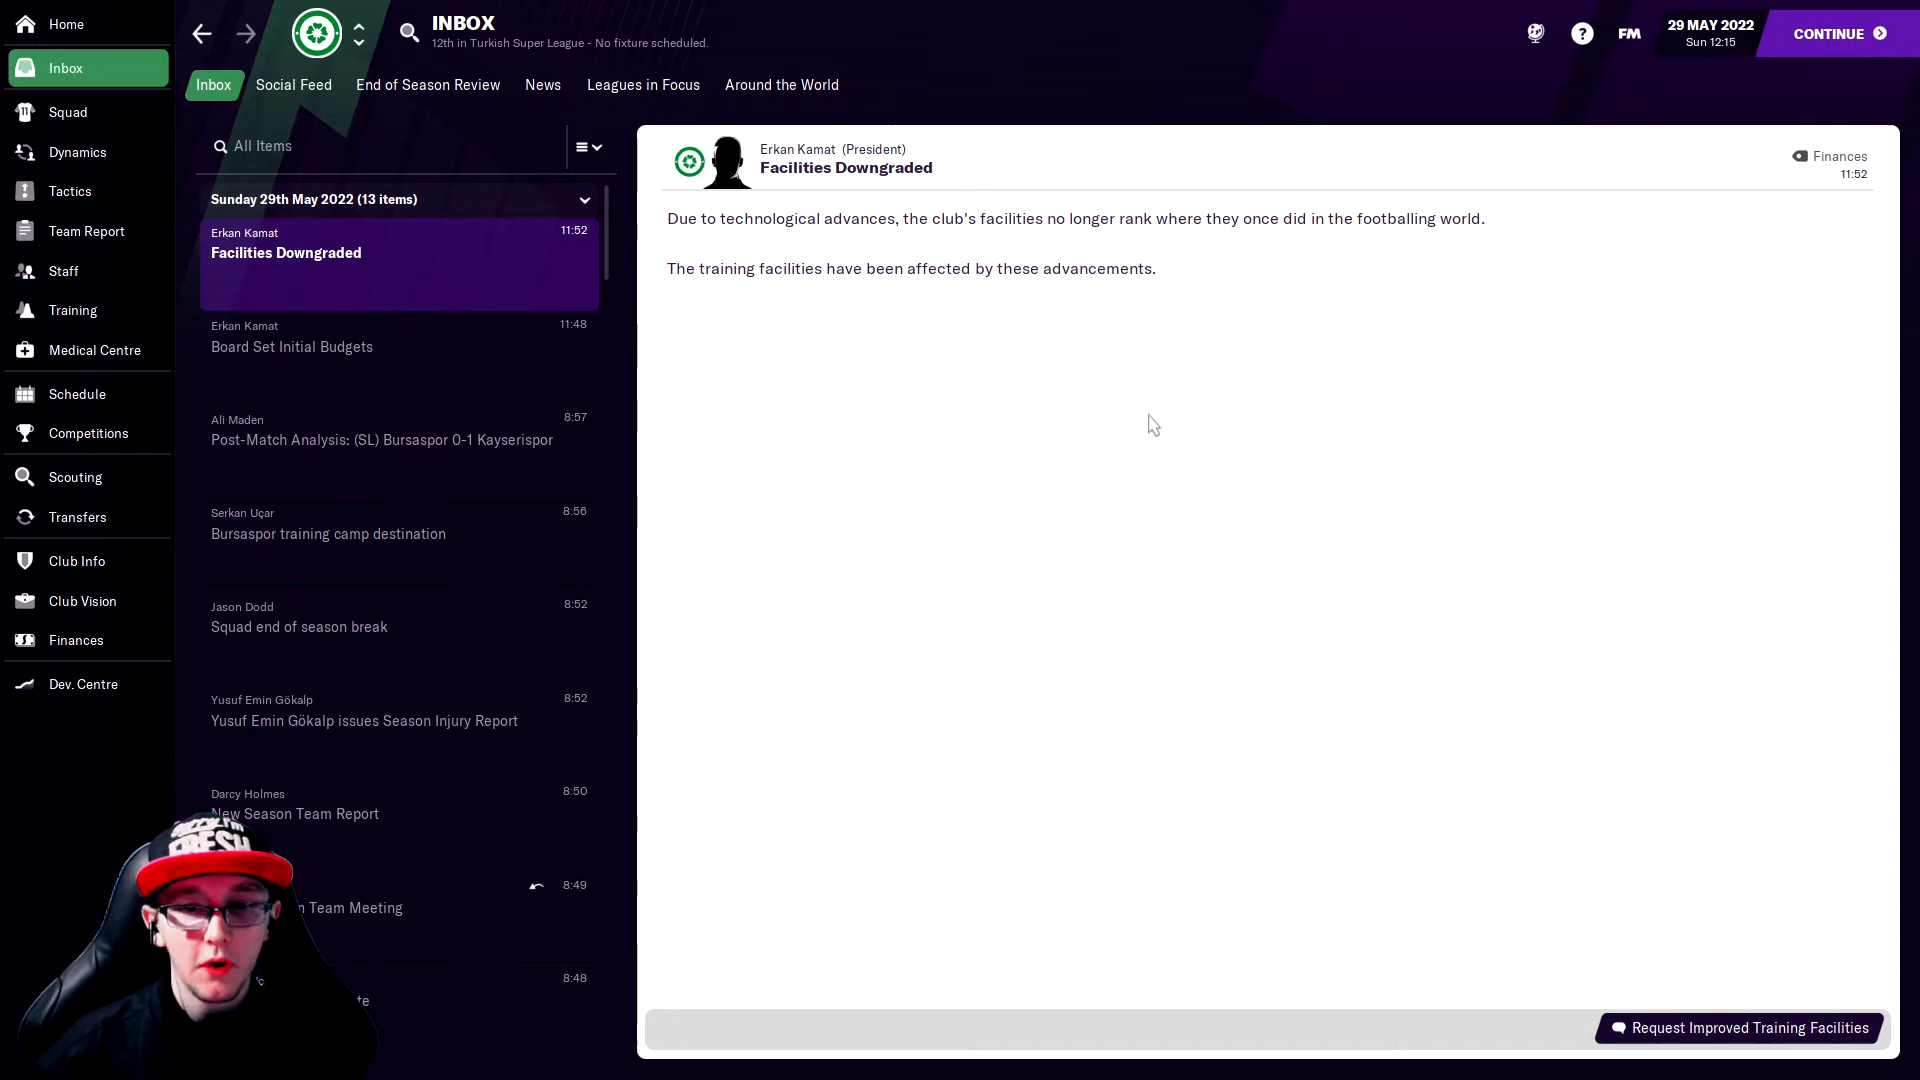 Home
Inbox
Squad
Dynamics
Tactics
Team Report
Staff
Training
Medical Centre
Schedule
Competitions
Scouting
Transfers
Club Info
Club Vision
Finances
Dev. Centre
INBOX
12th in Turkish Super League - No fixture scheduled.
FM
29 MAY 2022
Sun 12:15
CONTINUE
Inbox
Social Feed
End of Season Review
News
Leagues in Focus
Around the World
All Items
Sunday 29th May 2022 (13 items)
Erkan Kamat
11:52
Facilities Downgraded
Erkan Kamat
11:48
Board Set Initial Budgets
Ali Maden
8:57
Post-Match Analysis: (SL) Bursaspor 0-1 Kayserispor
Serkan Uçar
8:56
Bursaspor training camp destination
Jason Dodd
8:52
Squad end of season break
Yusuf Emin Gökalp
8:52
Yusuf Emin Gökalp issues Season Injury Report
Darcy Holmes
8:50
New Season Team Report
8:49
Team Meeting
8:48
FRESH
Erkan Kamat (President)
Facilities Downgraded
Finances
11:52
Due to technological advances, the club's facilities no longer rank where they once did in the footballing world.
The training facilities have been affected by these advancements.
Request Improved Training Facilities